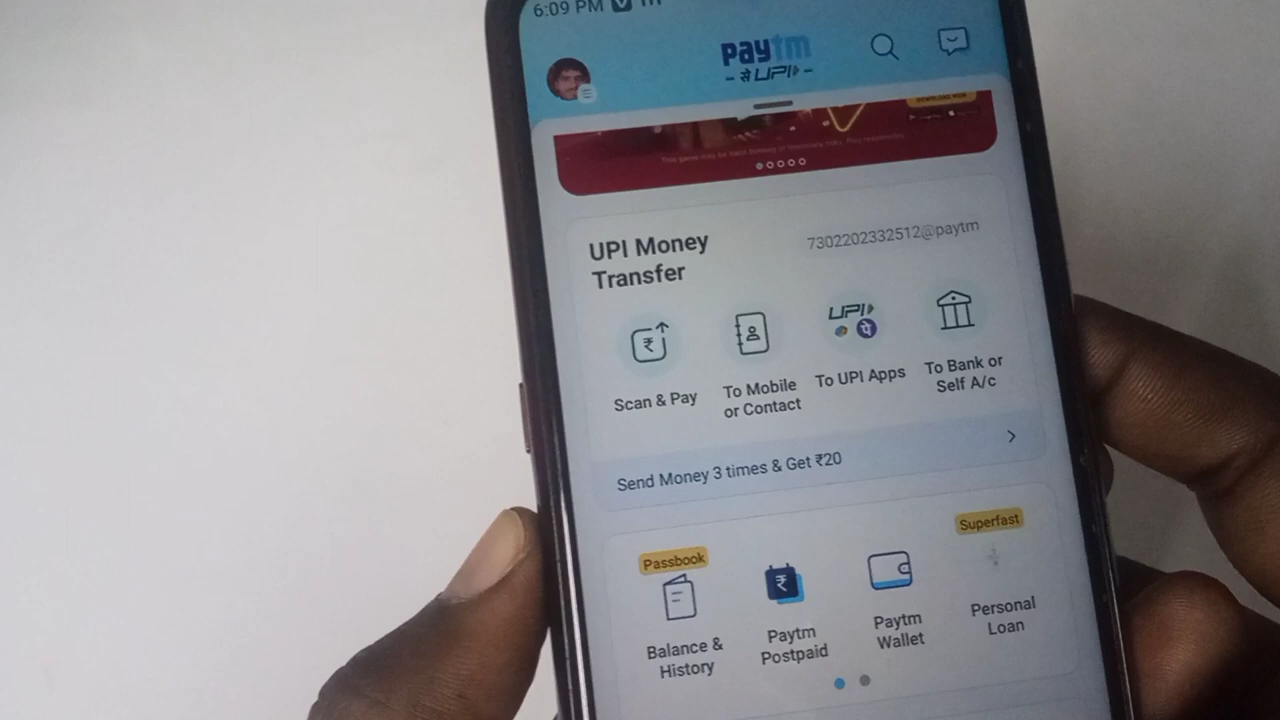 6:09 PM
paytm
से UPI
DOWNLOAD NOW
UPI Money
Transfer
7302202332512@paytm
UPI
पे
Scan & Pay
To Mobile
or Contact
To UPI Apps
To Bank or
Self A/c
Send Money 3 times & Get ₹20
Passbook
Superfast
Balance &
History
Paytm
Postpaid
Paytm
Wallet
Personal
Loan